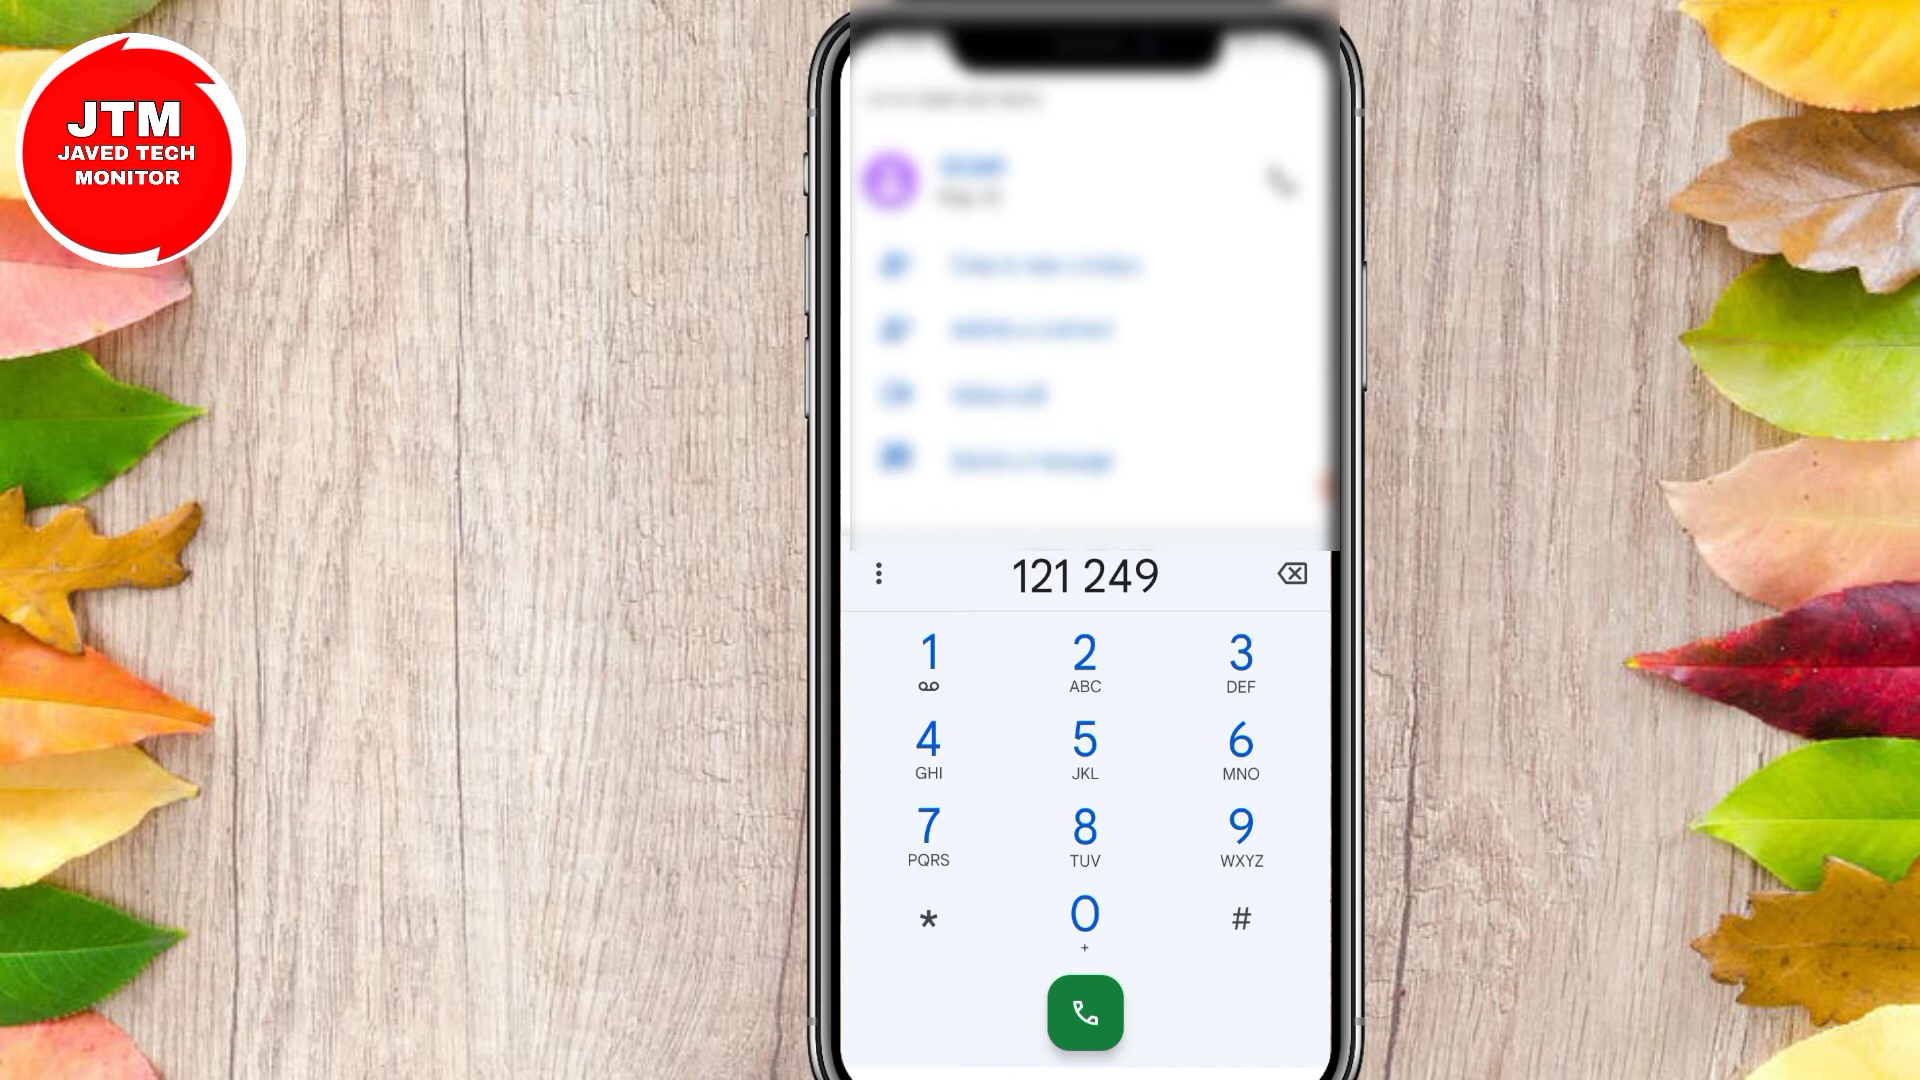 JTM
JAVED TECH
MONITOR
121 249
1 2 3
ABC DEF
4 5 6
GHI JKL MNO
7 8 9
PQRS TUV WXYZ
* 0 #
+